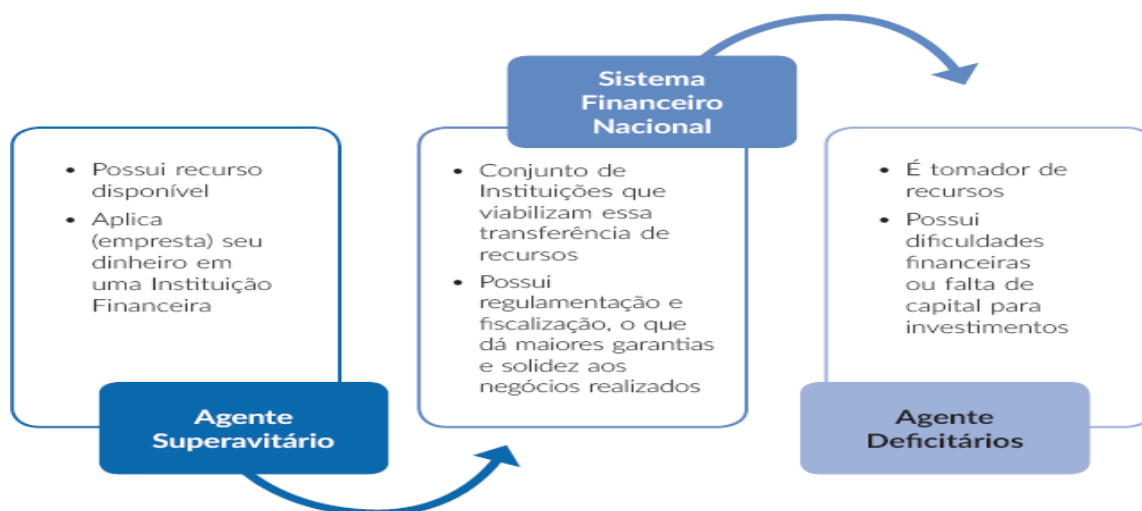 • Possui recurso
disponível
• Aplica
(empresta) seu
dinheiro em
uma Instituição
Financeira
Agente
Superavitário
Sistema
Financeiro
Nacional
• Conjunto de
Instituições que
viabilizam essa
transferência de
recursos
• Possui
regulamentação e
fiscalização, o que
dá maiores garantias
e solidez aos
negócios realizados
• É tomador de
recursos
• Possui
dificuldades
financeiras
ou falta de
capital para
investimentos
Agente
Deficitários